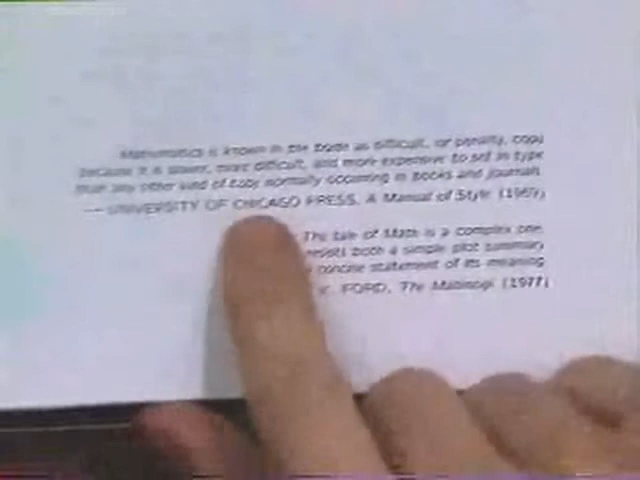 Mathematics is known in the trade as difficult, or penalty, copy
because it is slower, more difficult, and more expensive to set in type
than any other kind of copy normally occurring in books and journals.
— UNIVERSITY OF CHICAGO PRESS, A Manual of Style (1969)
The tale of Math is a complex one,
resists both a simple plot summary
concise statement of its meaning.
K. FORD, The Mabinogi (1977)